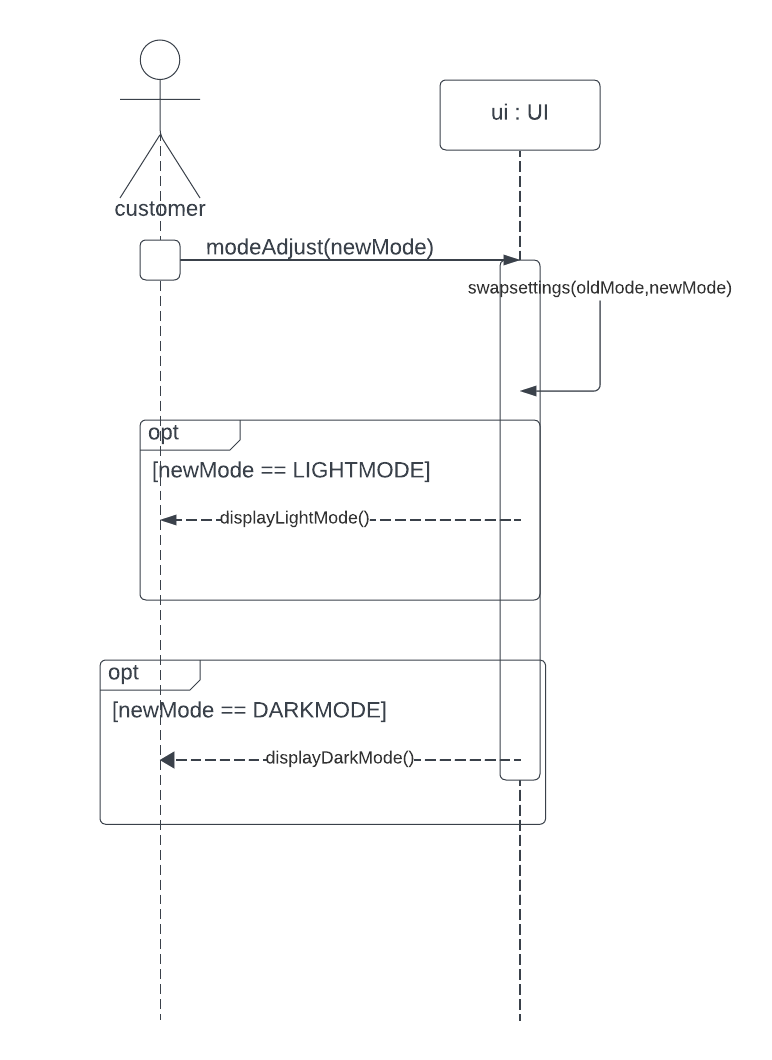 ui : UI
customer
modeAdjust(newMode)
swapsettings(oldMode,newMode)
opt
[newMode == LIGHTMODE]
displayLightMode()
opt
[newMode == DARKMODE]
displayDarkMode()